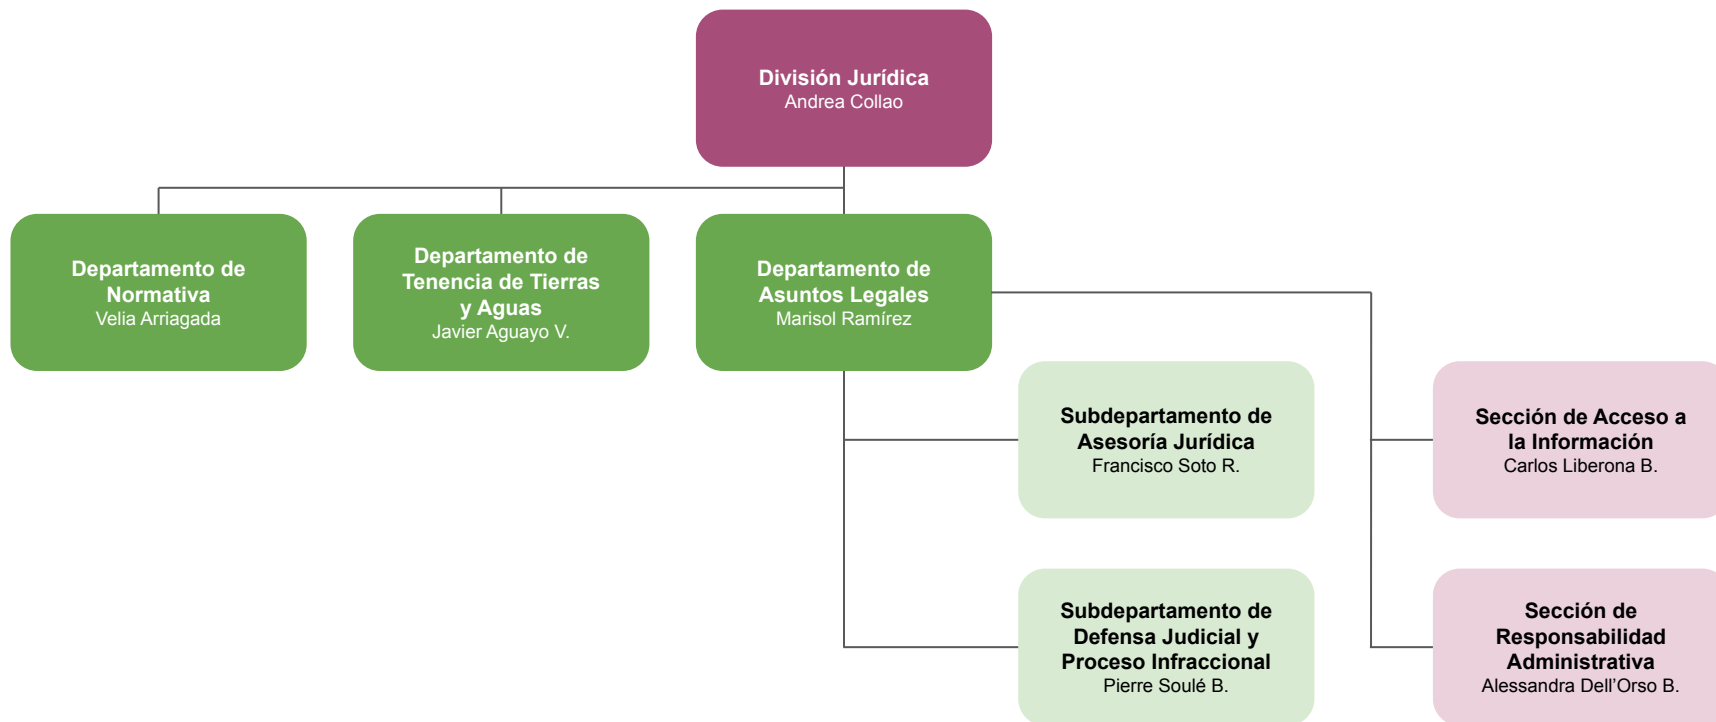 División Jurídica
Andrea Collao
Departamento de
Normativa
Velia Arriagada
Departamento de
Tenencia de Tierras
y Aguas
Javier Aguayo V.
Departamento de
Asuntos Legales
Marisol Ramírez
Subdepartamento de
Asesoría Jurídica
Francisco Soto R.
Sección de Acceso a
la Información
Carlos Liberona B.
Subdepartamento de
Defensa Judicial y
Proceso Infraccional
Pierre Soulé B.
Sección de
Responsabilidad
Administrativa
Alessandra Dell’Orso B.